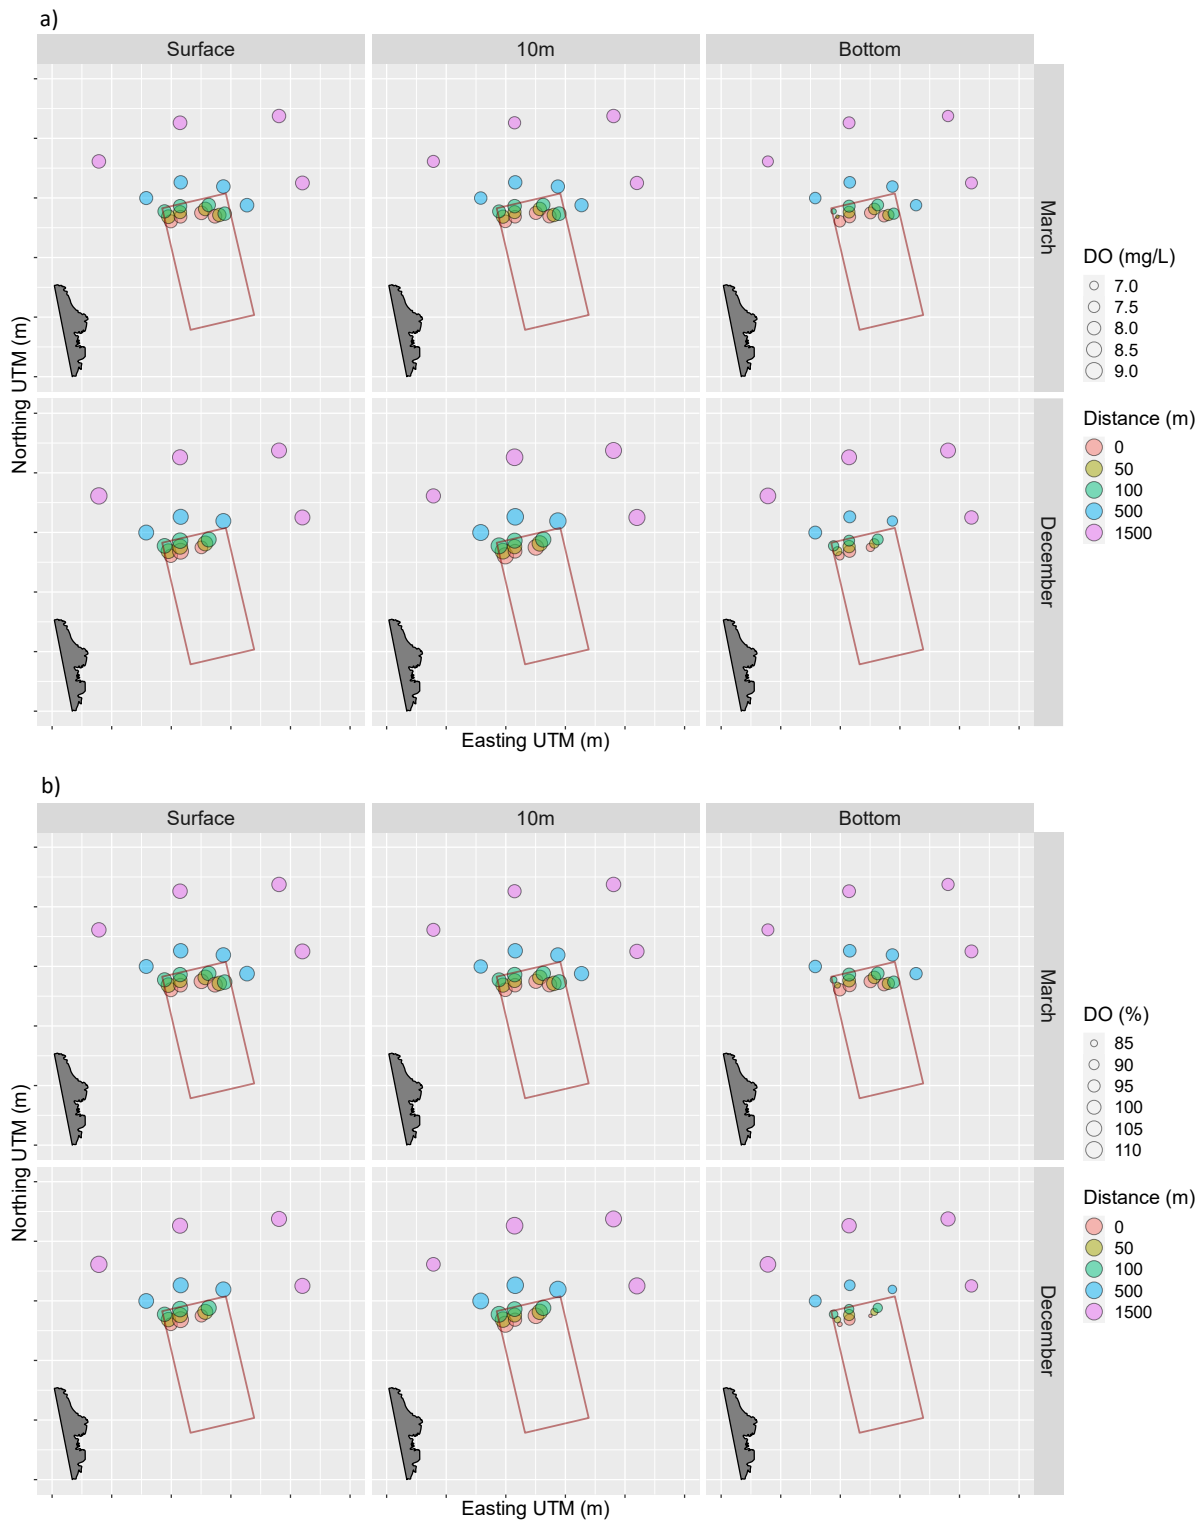 a)
Surface 10m Bottom
March
December
Northing UTM (m)
Easting UTM (m)
DO (mg/L)
7.0
7.5
8.0
8.5
9.0
Distance (m)
0
50
100
500
1500
b)
Surface 10m Bottom
March
December
Northing UTM (m)
Easting UTM (m)
DO (%)
85
90
95
100
105
110
Distance (m)
0
50
100
500
1500